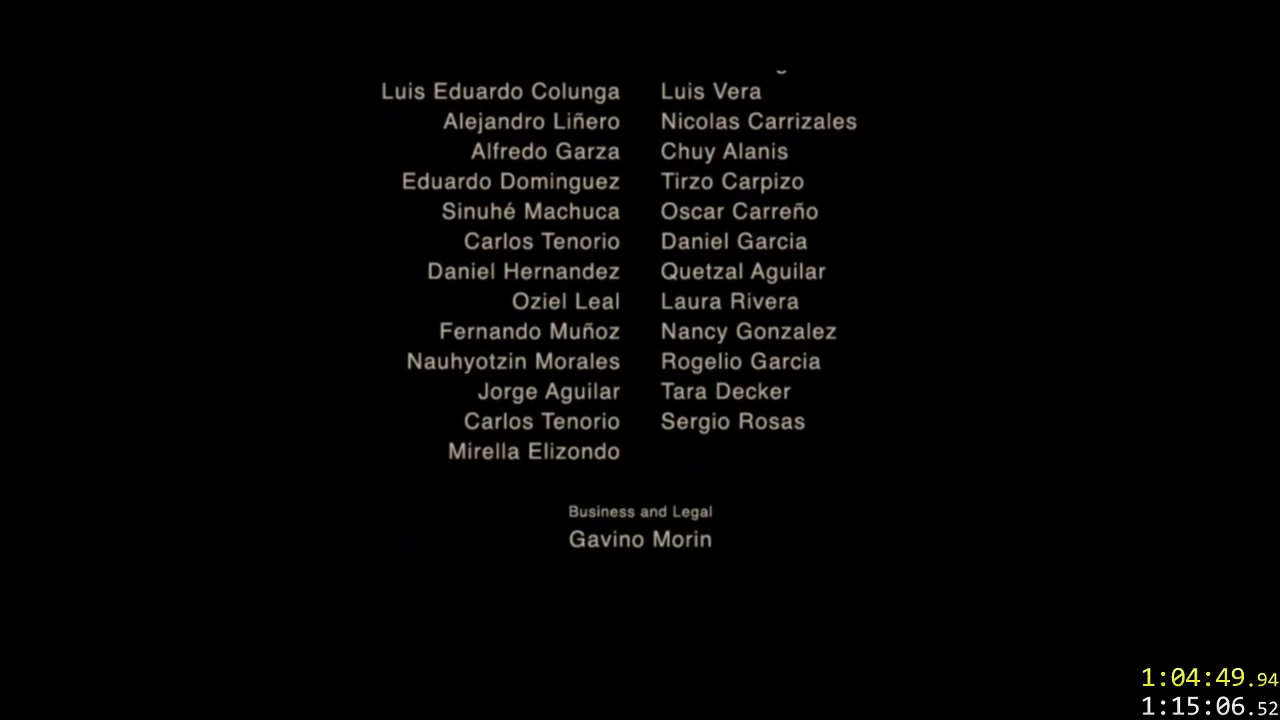 Luis Eduardo Colunga Luis Vera
Alejandro Liñero Nicolas Carrizales
Alfredo Garza Chuy Alanis
Eduardo Dominguez Tirzo Carpizo
Sinuhé Machuca Oscar Carreño
Carlos Tenorio Daniel Garcia
Daniel Hernandez Quetzal Aguilar
Oziel Leal Laura Rivera
Fernando Muñoz Nancy Gonzalez
Nauhyotzin Morales Rogelio Garcia
Jorge Aguilar Tara Decker
Carlos Tenorio Sergio Rosas
Mirella Elizondo
Business and Legal
Gavino Morin
1:04:49.94
1:15:06.52